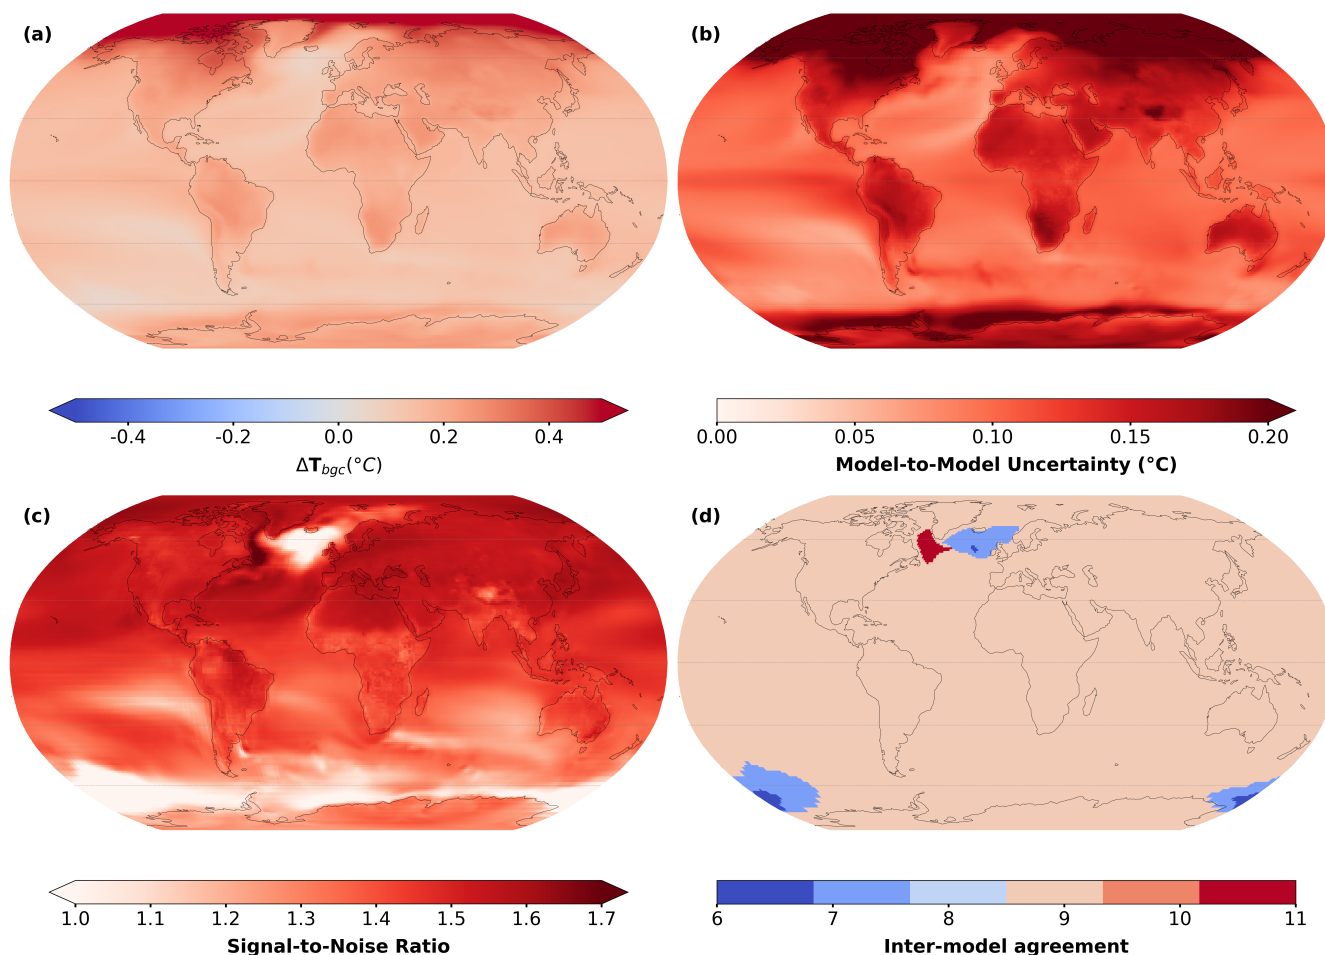 (a)
(b)
-0.4 -0.2 0.0 0.2 0.4
ΔT_bgc(°C)
0.00 0.05 0.10 0.15 0.20
Model-to-Model Uncertainty (°C)
(c)
(d)
1.0 1.1 1.2 1.3 1.4 1.5 1.6 1.7
Signal-to-Noise Ratio
6 7 8 9 10 11
Inter-model agreement